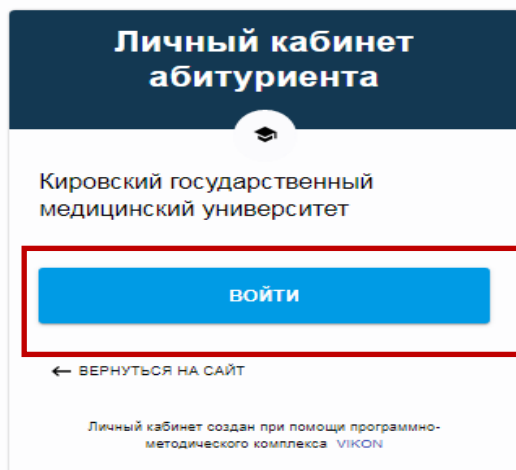 Личный кабинет
абитуриента
Кировский государственный
медицинский университет
ВОЙТИ
← ВЕРНУТЬСЯ НА САЙТ
Личный кабинет создан при помощи программно-
методического комплекса VIKON